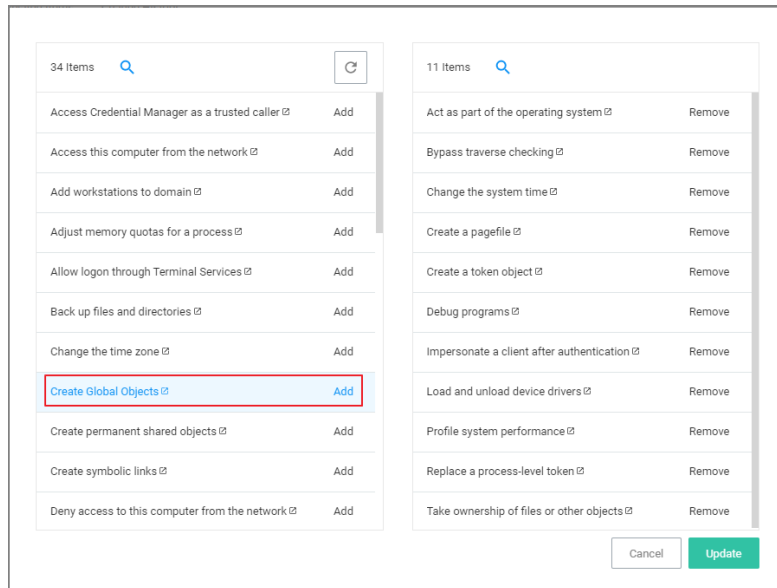 34 Items
Access Credential Manager as a trusted caller Add
Access this computer from the network Add
Add workstations to domain Add
Adjust memory quotas for a process Add
Allow logon through Terminal Services Add
Back up files and directories Add
Change the time zone Add
Create Global Objects Add
Create permanent shared objects Add
Create symbolic links Add
Deny access to this computer from the network Add
11 Items
Act as part of the operating system Remove
Bypass traverse checking Remove
Change the system time Remove
Create a pagefile Remove
Create a token object Remove
Debug programs Remove
Impersonate a client after authentication Remove
Load and unload device drivers Remove
Profile system performance Remove
Replace a process-level token Remove
Take ownership of files or other objects Remove
Cancel Update